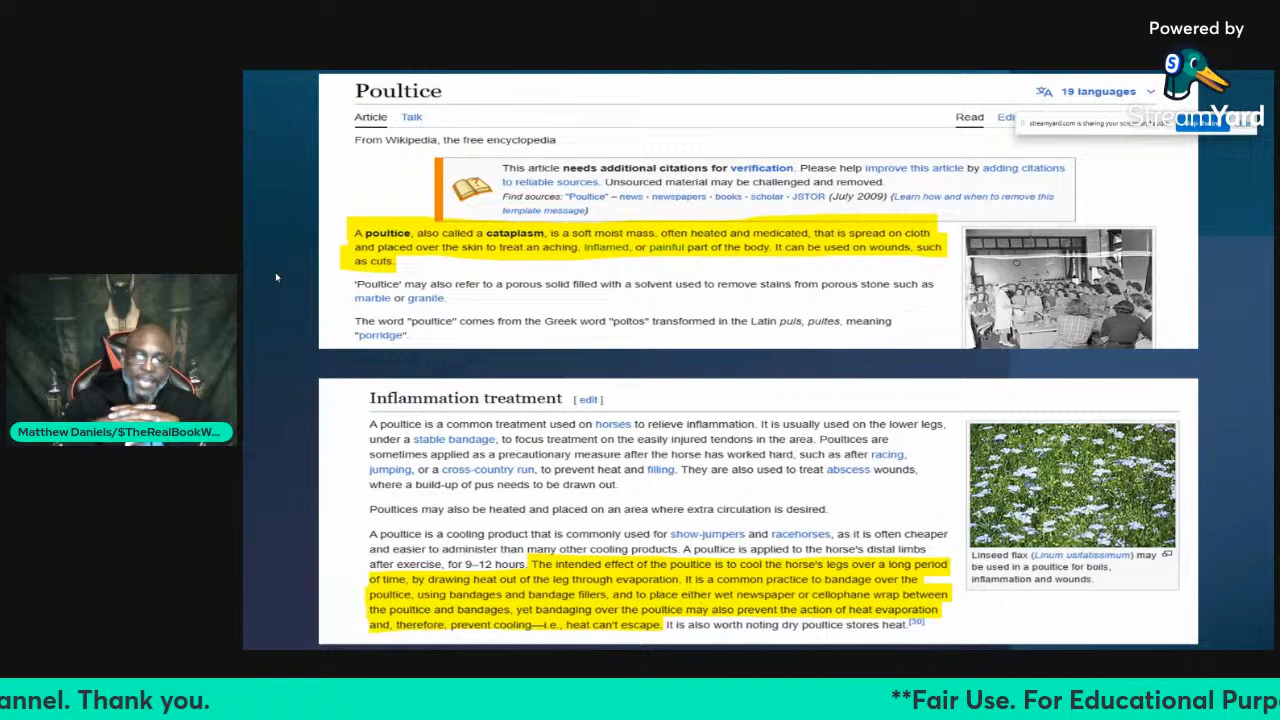 Powered by
StreamYard
Poultice
19 languages
Article Talk
Read
streamyard.com is sharing your screen
From Wikipedia, the free encyclopedia
This article needs additional citations for verification. Please help improve this article by adding citations
to reliable sources. Unsourced material may be challenged and removed.
Find sources: "Poultice" – news · newspapers · books · scholar · JSTOR (July 2009) (Learn how and when to remove this
template message)
A poultice, also called a cataplasm, is a soft moist mass, often heated and medicated, that is spread on cloth
and placed over the skin to treat an aching, inflamed, or painful part of the body. It can be used on wounds, such
as cuts.
'Poultice' may also refer to a porous solid filled with a solvent used to remove stains from porous stone such as
marble or granite.
The word "poultice" comes from the Greek word "poltos" transformed in the Latin puls, pultes, meaning
"porridge".
Inflammation treatment [ edit ]
A poultice is a common treatment used on horses to relieve inflammation. It is usually used on the lower legs,
under a stable bandage, to focus treatment on the easily injured tendons in the area. Poultices are
sometimes applied as a precautionary measure after the horse has worked hard, such as after racing,
jumping, or a cross-country run, to prevent heat and filling. They are also used to treat abscess wounds,
where a build-up of pus needs to be drawn out.
Poultices may also be heated and placed on an area where extra circulation is desired.
A poultice is a cooling product that is commonly used for show-jumpers and racehorses, as it is often cheaper
and easier to administer than many other cooling products. A poultice is applied to the horse's distal limbs
after exercise, for 9–12 hours. The intended effect of the poultice is to cool the horse's legs over a long period
of time, by drawing heat out of the leg through evaporation. It is a common practice to bandage over the
poultice, using bandages and bandage fillers, and to place either wet newspaper or cellophane wrap between
the poultice and bandages, yet bandaging over the poultice may also prevent the action of heat evaporation
and, therefore, prevent cooling—i.e., heat can't escape. It is also worth noting dry poultice stores heat.[30]
Linseed flax (Linum usitatissimum) may
be used in a poultice for boils,
inflammation and wounds.
Matthew Daniels/$TheRealBookW...
annel. Thank you.
**Fair Use. For Educational Purp